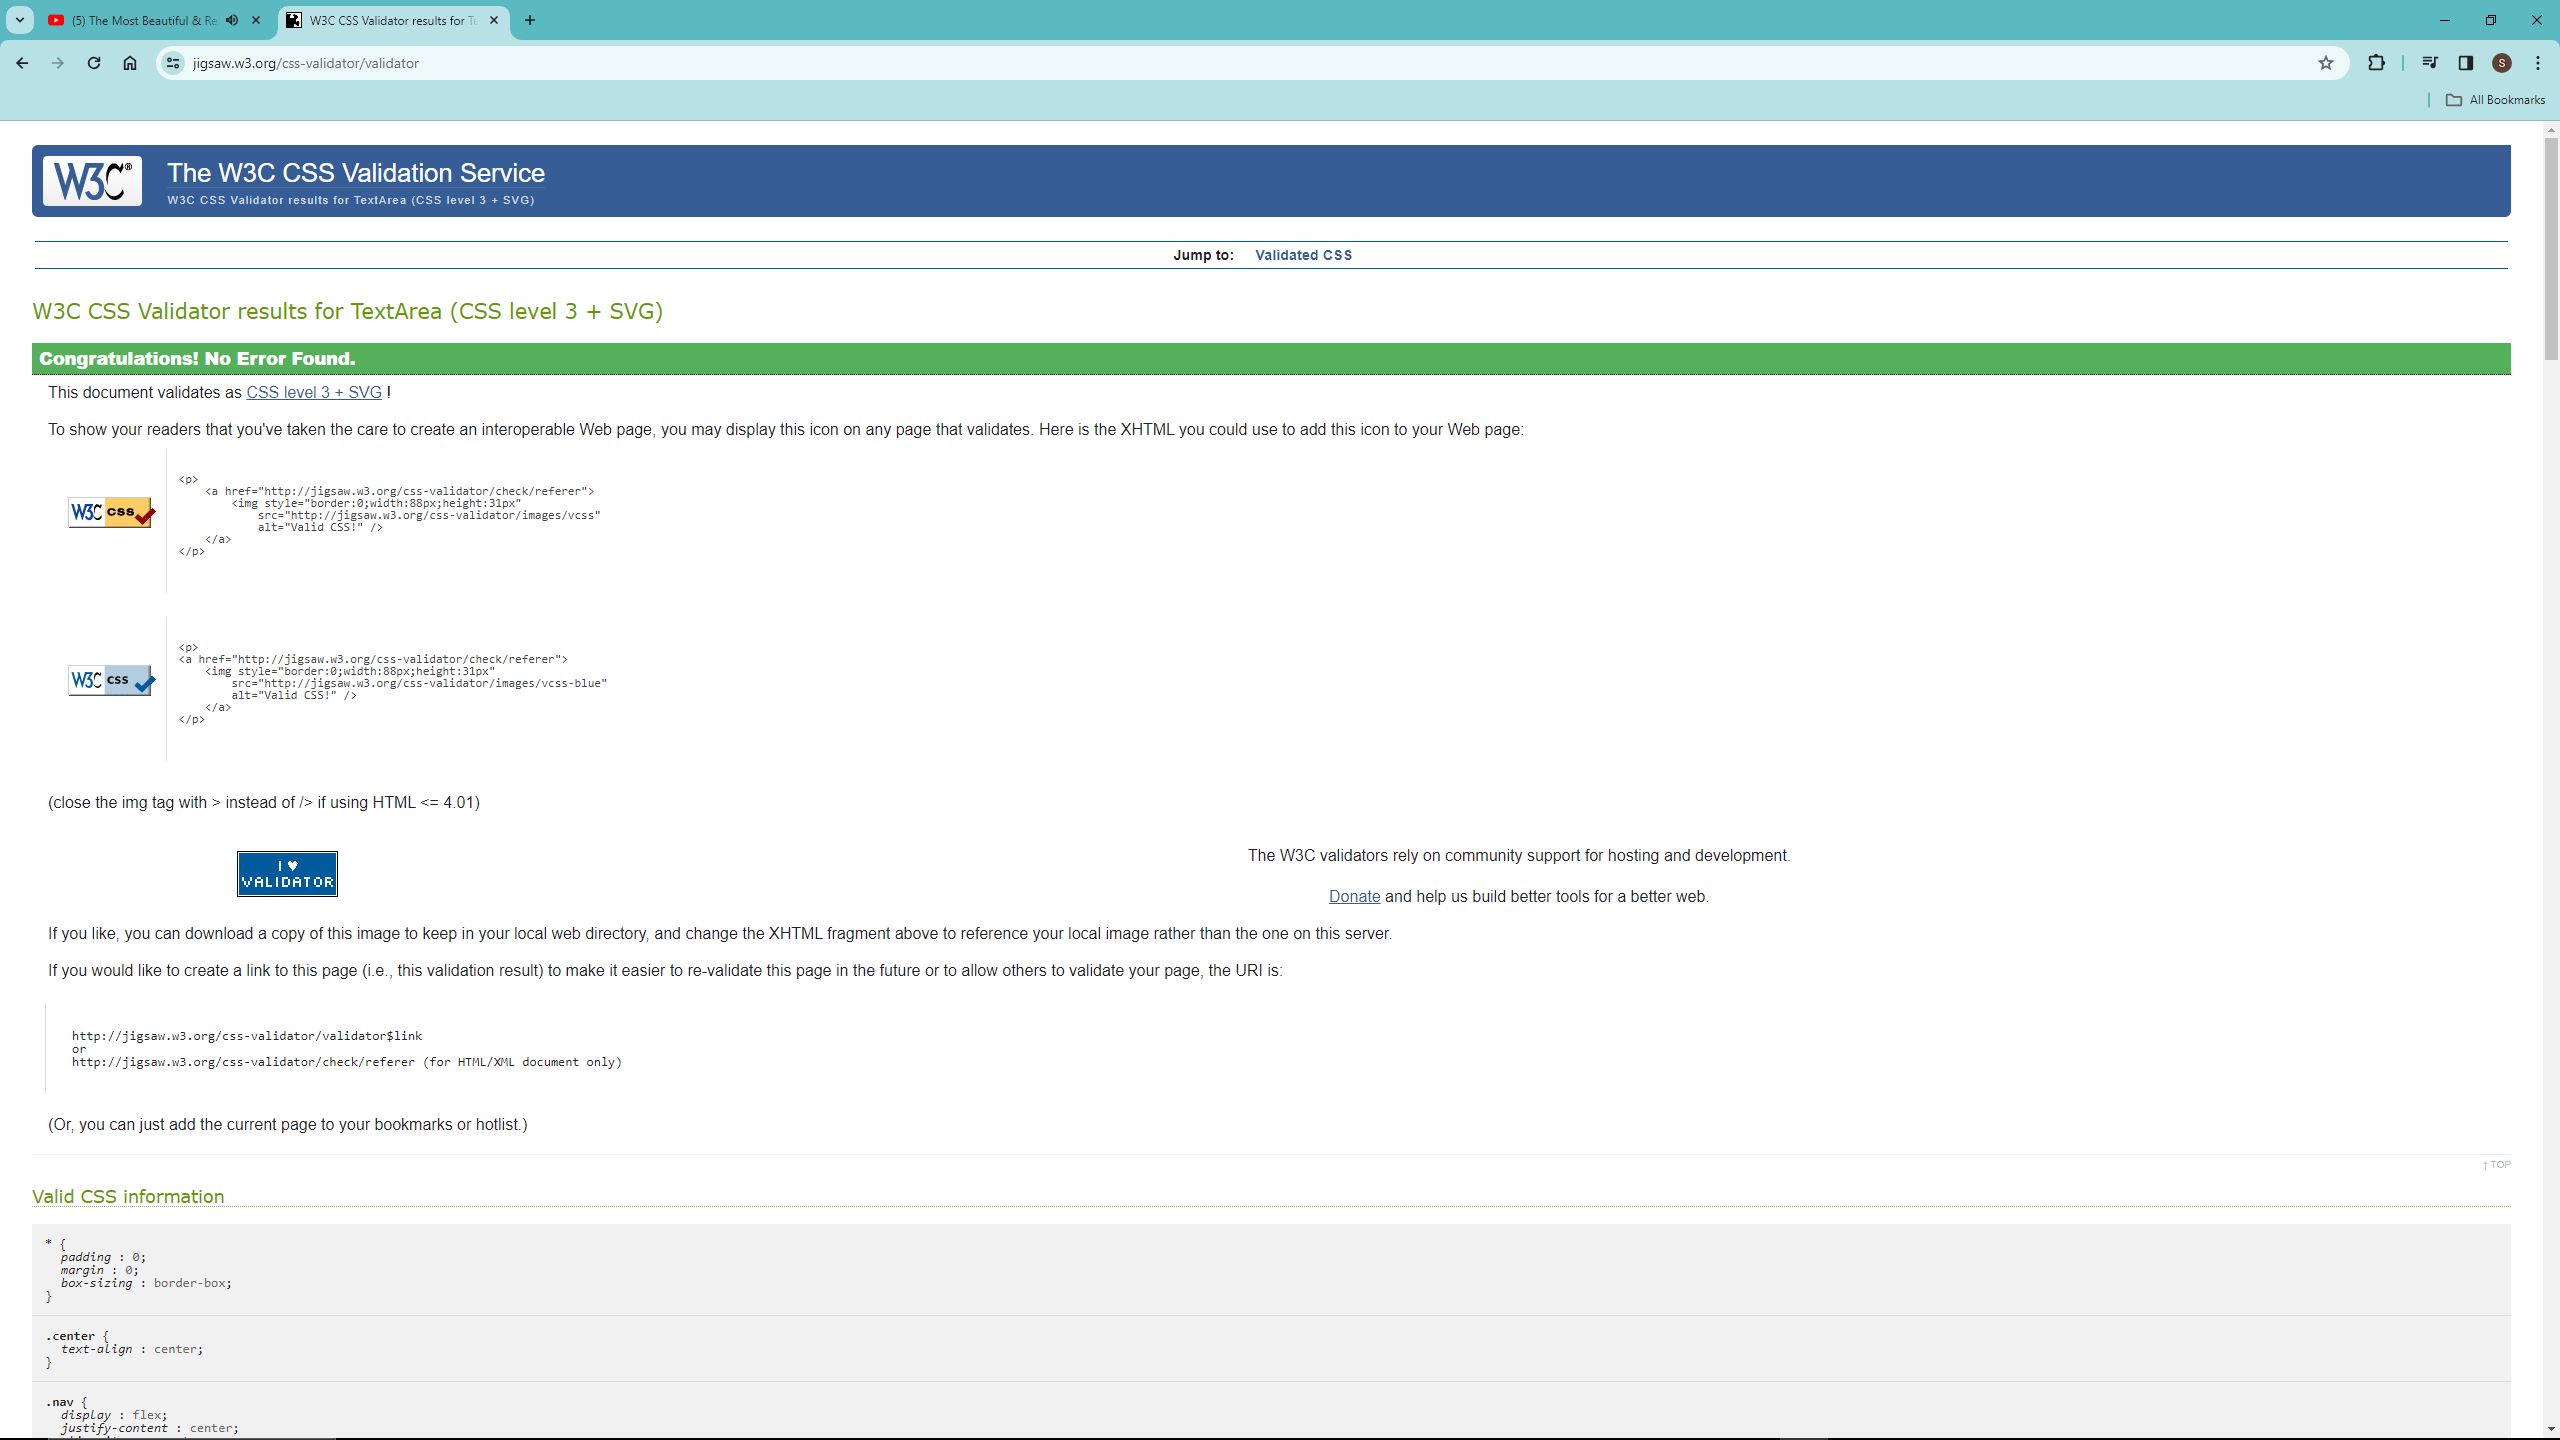 (5) The Most Beautiful & Re
W3C CSS Validator results for Te
jigsaw.w3.org/css-validator/validator
S
All Bookmarks
W3C®
The W3C CSS Validation Service
W3C CSS Validator results for TextArea (CSS level 3 + SVG)
Jump to: Validated CSS
W3C CSS Validator results for TextArea (CSS level 3 + SVG)
Congratulations! No Error Found.
This document validates as CSS level 3 + SVG !
To show your readers that you've taken the care to create an interoperable Web page, you may display this icon on any page that validates. Here is the XHTML you could use to add this icon to your Web page:
W3C css
<p>
<a href="http://jigsaw.w3.org/css-validator/check/referer">
<img style="border:0;width:88px;height:31px"
src="http://jigsaw.w3.org/css-validator/images/vcss"
alt="Valid CSS!" />
</a>
</p>
W3C css
<p>
<a href="http://jigsaw.w3.org/css-validator/check/referer">
<img style="border:0;width:88px;height:31px"
src="http://jigsaw.w3.org/css-validator/images/vcss-blue"
alt="Valid CSS!" />
</a>
</p>
(close the img tag with > instead of /> if using HTML <= 4.01)
I ♥
VALIDATOR
The W3C validators rely on community support for hosting and development.
Donate and help us build better tools for a better web.
If you like, you can download a copy of this image to keep in your local web directory, and change the XHTML fragment above to reference your local image rather than the one on this server.
If you would like to create a link to this page (i.e., this validation result) to make it easier to re-validate this page in the future or to allow others to validate your page, the URI is:
http://jigsaw.w3.org/css-validator/validator$link
or
http://jigsaw.w3.org/css-validator/check/referer (for HTML/XML document only)
(Or, you can just add the current page to your bookmarks or hotlist.)
↑ TOP
Valid CSS information
* {
padding : 0;
margin : 0;
box-sizing : border-box;
}
.center {
text-align : center;
}
.nav {
display : flex;
justify-content : center;